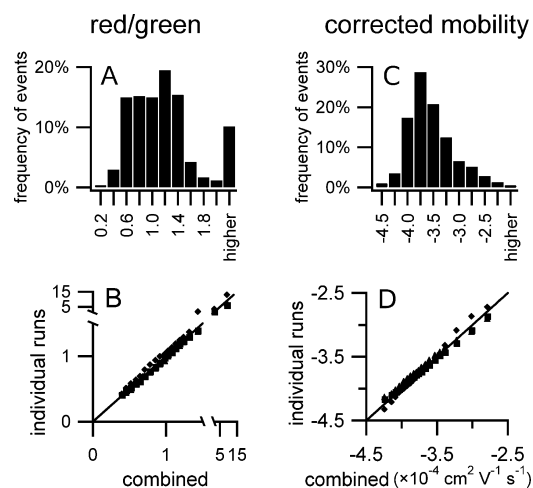 red/green
corrected mobility
A
frequency of events
20%
10%
0%
0.2
0.6
1.0
1.4
1.8
higher
C
frequency of events
30%
20%
10%
0%
-4.5
-4.0
-3.5
-3.0
-2.5
higher
B
individual runs
15
5
1
0
0
1
5 15
combined
D
individual runs
-2.5
-3.5
-4.5
-4.5
-3.5
-2.5
combined (×10⁻⁴ cm² V⁻¹ s⁻¹)